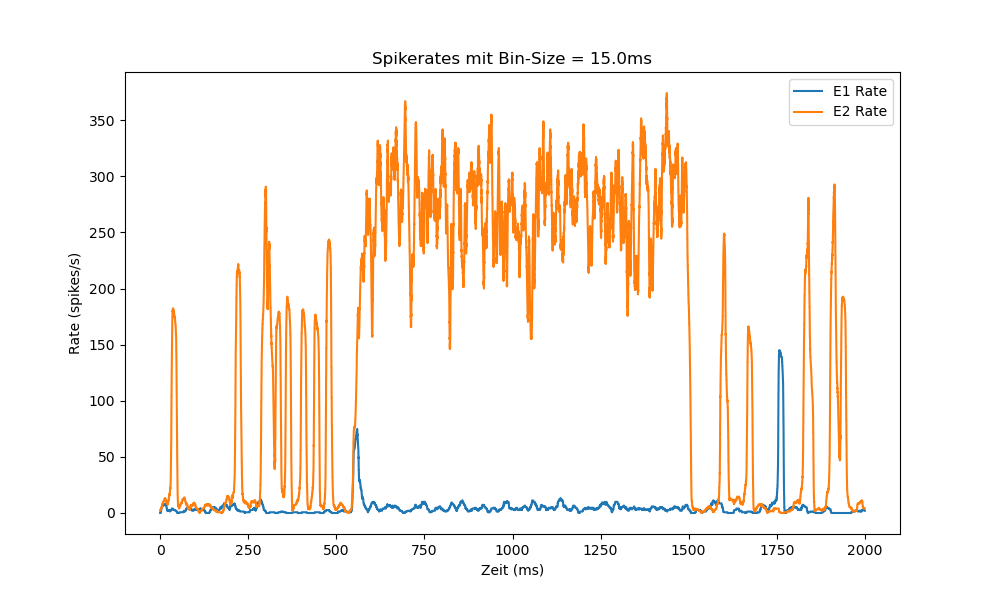 Spikerates mit Bin-Size = 15.0ms
E1 Rate
E2 Rate
Rate (spikes/s)
350
300
250
200
150
100
50
0
0 250 500 750 1000 1250 1500 1750 2000
Zeit (ms)